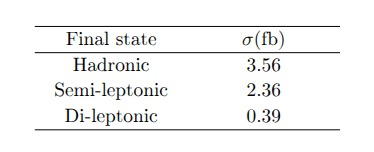 Final state σ(fb)
Hadronic 3.56
Semi-leptonic 2.36
Di-leptonic 0.39